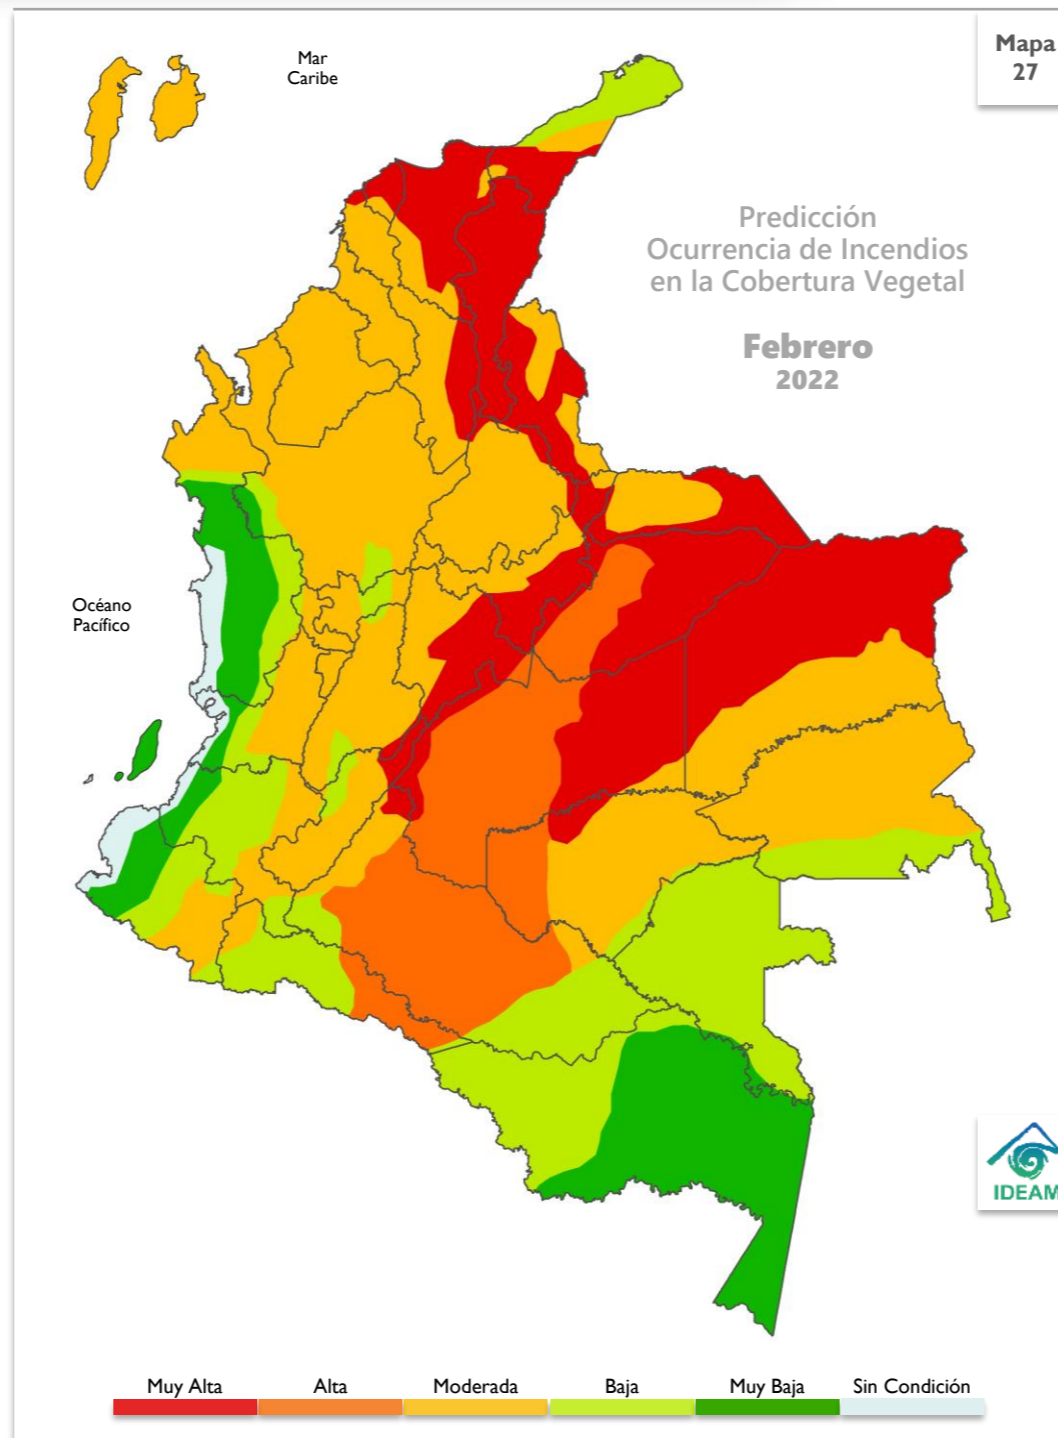 Mapa
27
Mar
Caribe
Predicción
Ocurrencia de Incendios
en la Cobertura Vegetal
Febrero
2022
Océano
Pacífico
IDEAM
Muy Alta
Alta
Moderada
Baja
Muy Baja
Sin Condición